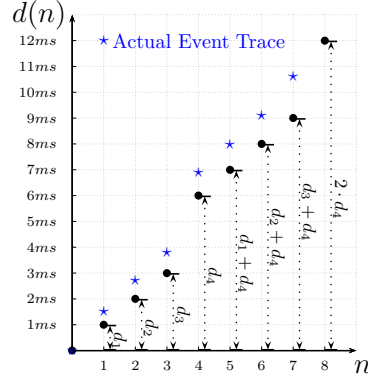 d(n)
12ms
★ Actual Event Trace
11ms
10ms
9ms
8ms
7ms
6ms
5ms
4ms
3ms
2ms
1ms
d₁
d₂
d₃
d₄
d₁ + d₄
d₂ + d₄
d₃ + d₄
2 · d₄
1 2 3 4 5 6 7 8
n